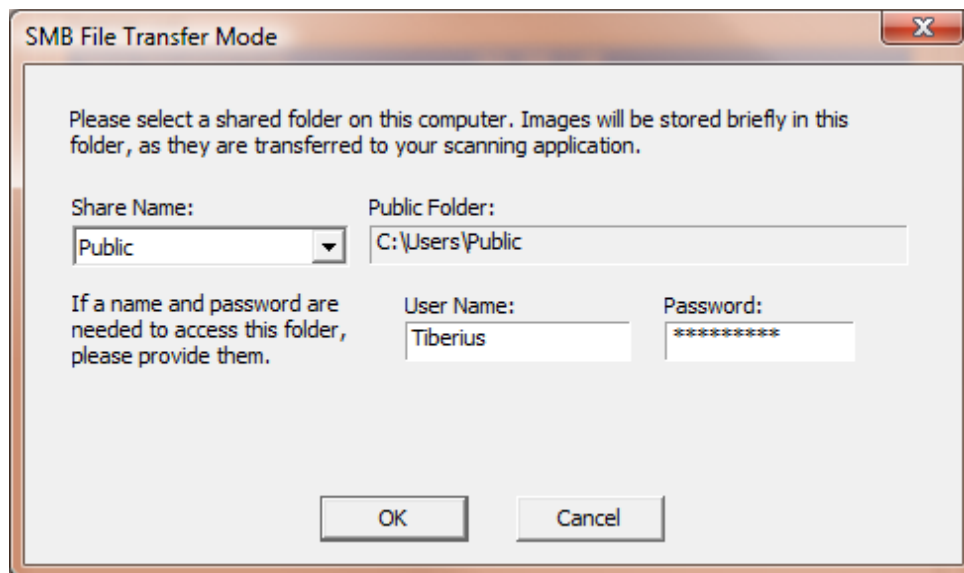 SMB File Transfer Mode
Please select a shared folder on this computer. Images will be stored briefly in this
folder, as they are transferred to your scanning application.
Share Name:
Public
Public Folder:
C:\Users\Public
If a name and password are
needed to access this folder,
please provide them.
User Name:
Tiberius
Password:
*********
OK
Cancel